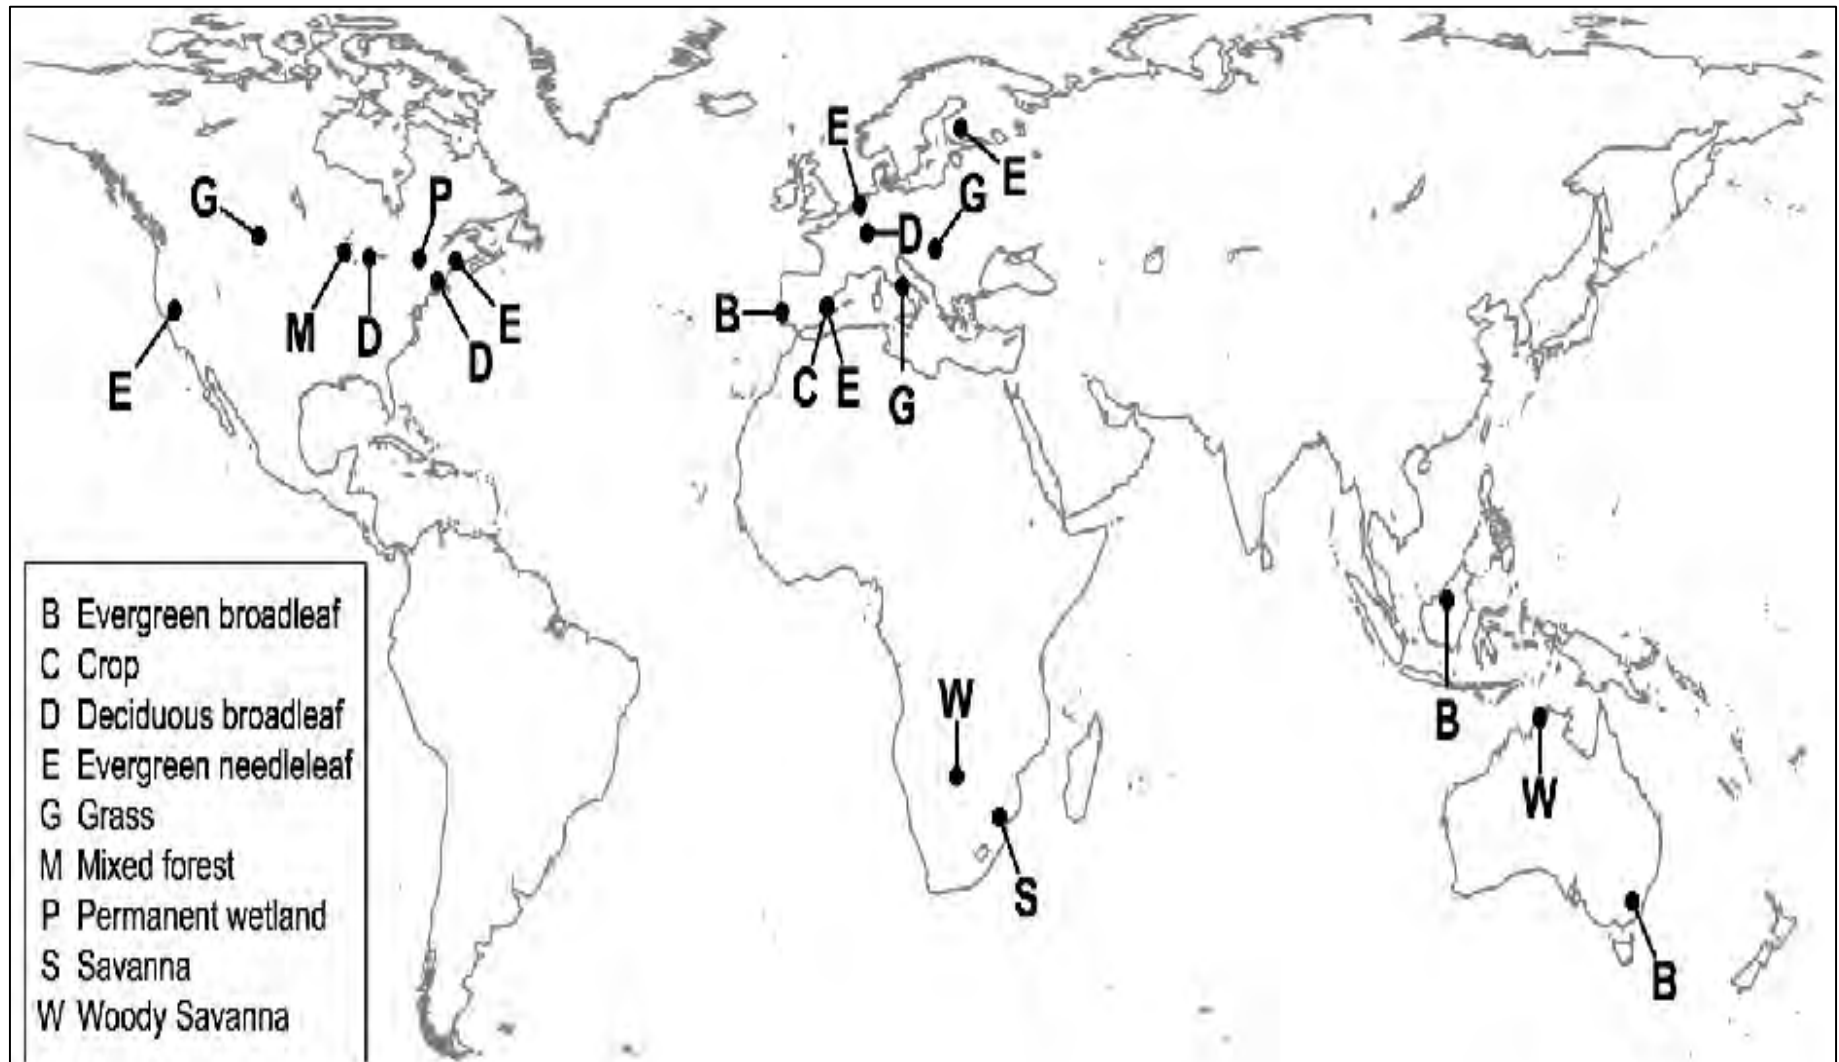 E
E
G
P
G
D
B
M
D
E
D
E
C
E
G
W
B
W
S
B
B Evergreen broadleaf
C Crop
D Deciduous broadleaf
E Evergreen needleleaf
G Grass
M Mixed forest
P Permanent wetland
S Savanna
W Woody Savanna